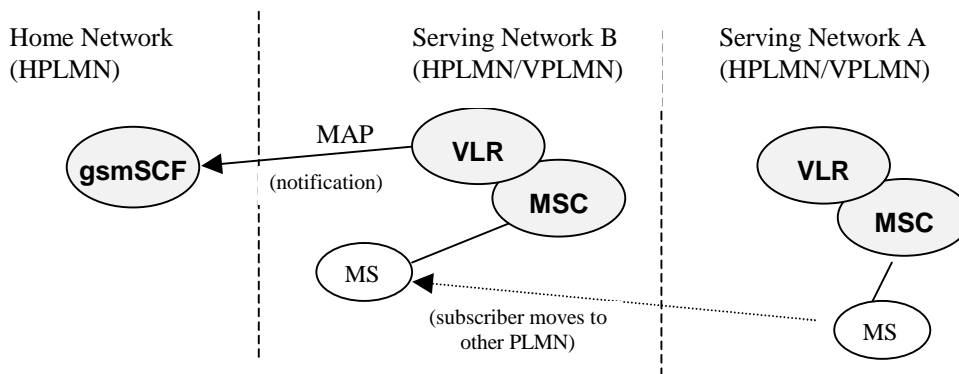 Home Network
(HPLMN)
Serving Network B
(HPLMN/VPLMN)
Serving Network A
(HPLMN/VPLMN)
gsmSCF
MAP
(notification)
VLR
MSC
MS
VLR
MSC
MS
(subscriber moves to
other PLMN)